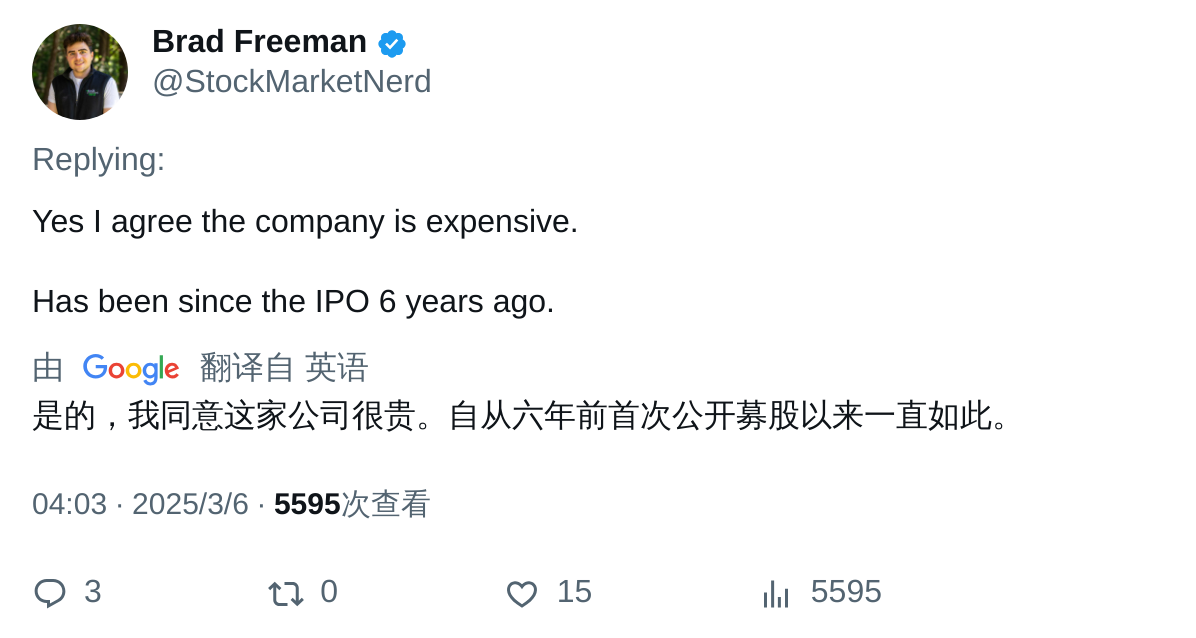 Brad Freeman
@StockMarketNerd
Replying:
Yes I agree the company is expensive.
Has been since the IPO 6 years ago.
由 Google 翻译自 英语
是的，我同意这家公司很贵。自从六年前首次公开募股以来一直如此。
04:03 · 2025/3/6 · 5595次查看
3 0 15 5595